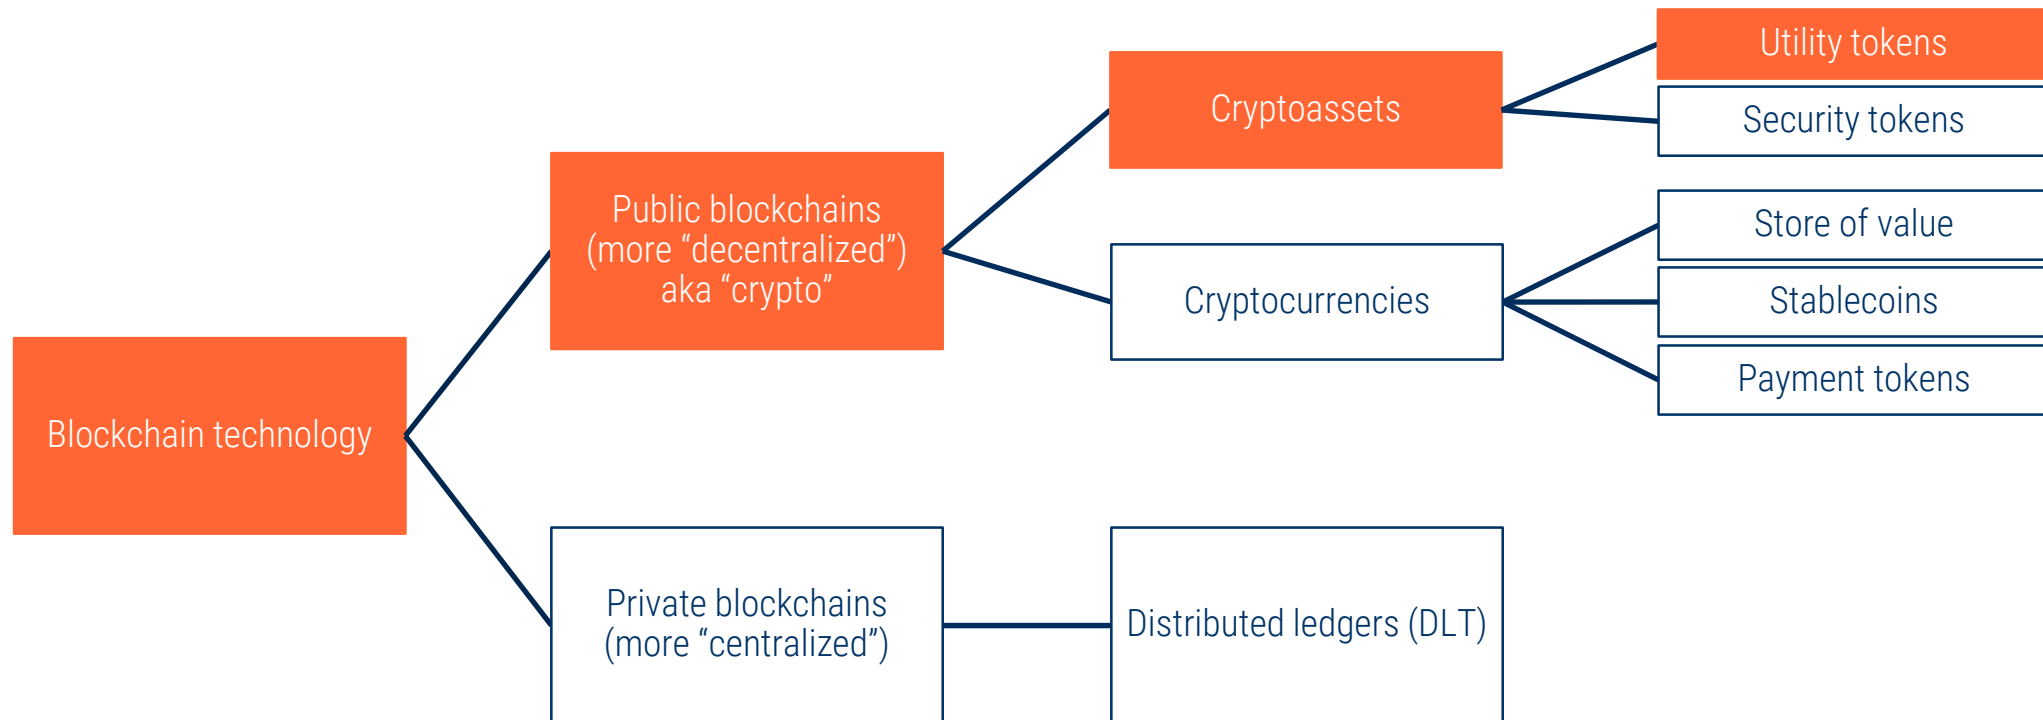 Blockchain technology
Public blockchains
(more “decentralized”)
aka “crypto”
Private blockchains
(more “centralized”)
Cryptoassets
Cryptocurrencies
Distributed ledgers (DLT)
Utility tokens
Security tokens
Store of value
Stablecoins
Payment tokens